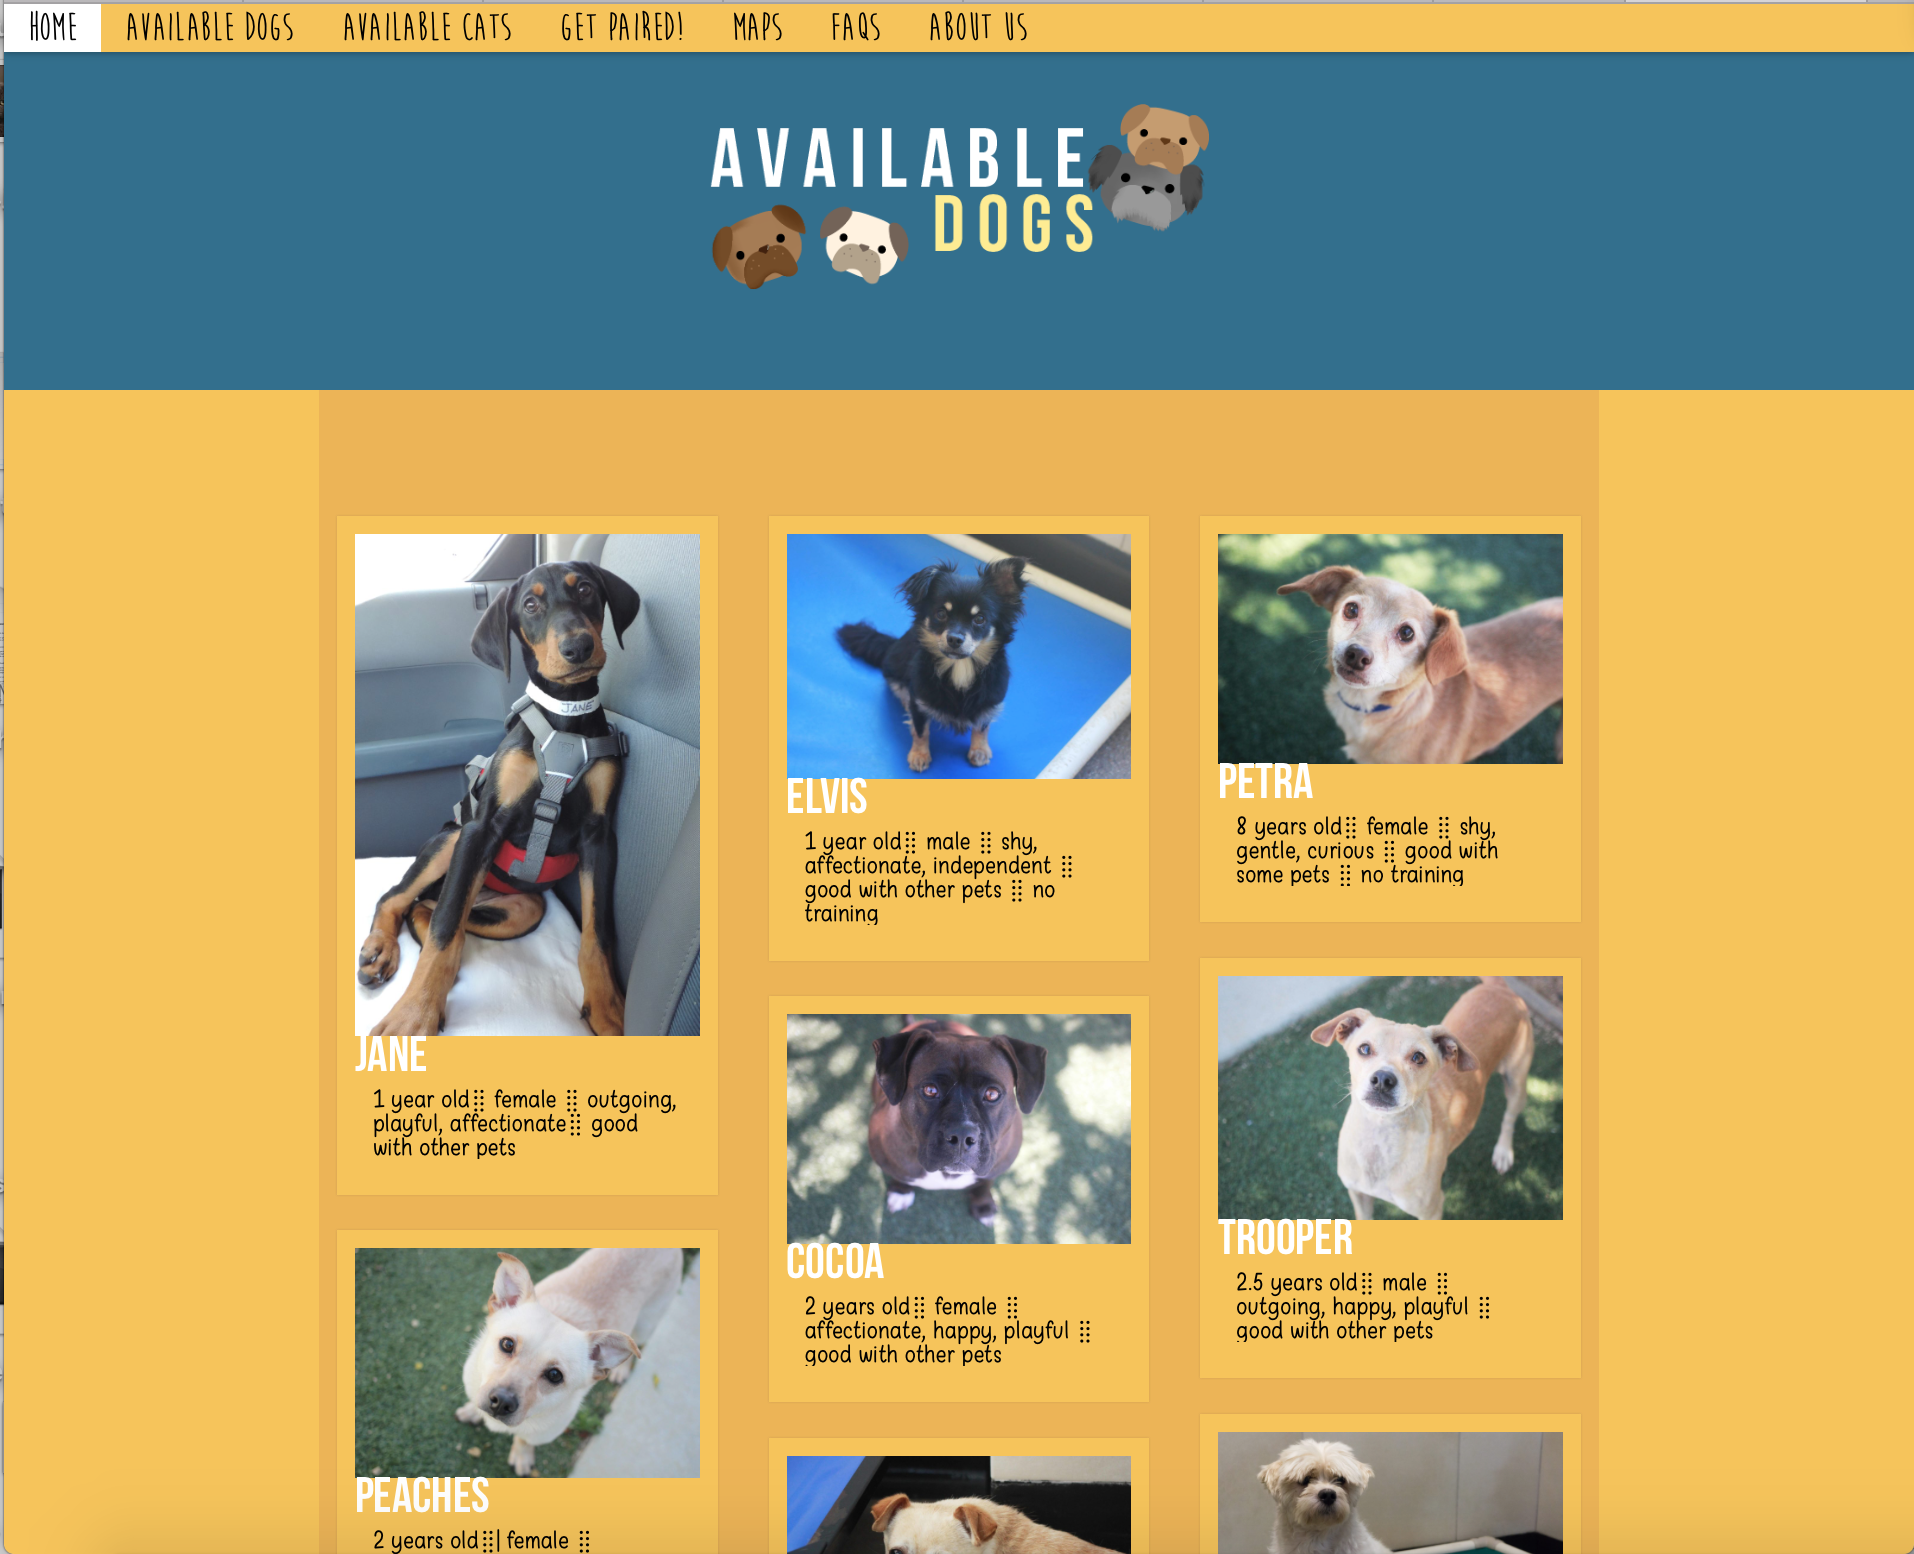 HOME AVAILABLE DOGS AVAILABLE CATS GET PAIRED! MAPS FAQS ABOUT US
AVAILABLE
DOGS
JANE
JANE
1 year old⣿ female ⣿ outgoing,
playful, affectionate⣿ good
with other pets
PEACHES
2 years old⣿| female ⣿
ELVIS
1 year old⣿ male ⣿ shy,
affectionate, independent ⣿
good with other pets ⣿ no
training
COCOA
2 years old⣿ female ⣿
affectionate, happy, playful ⣿
good with other pets
PETRA
8 years old⣿ female ⣿ shy,
gentle, curious ⣿ good with
some pets ⣿ no training
TROOPER
2.5 years old⣿ male ⣿
outgoing, happy, playful ⣿
good with other pets